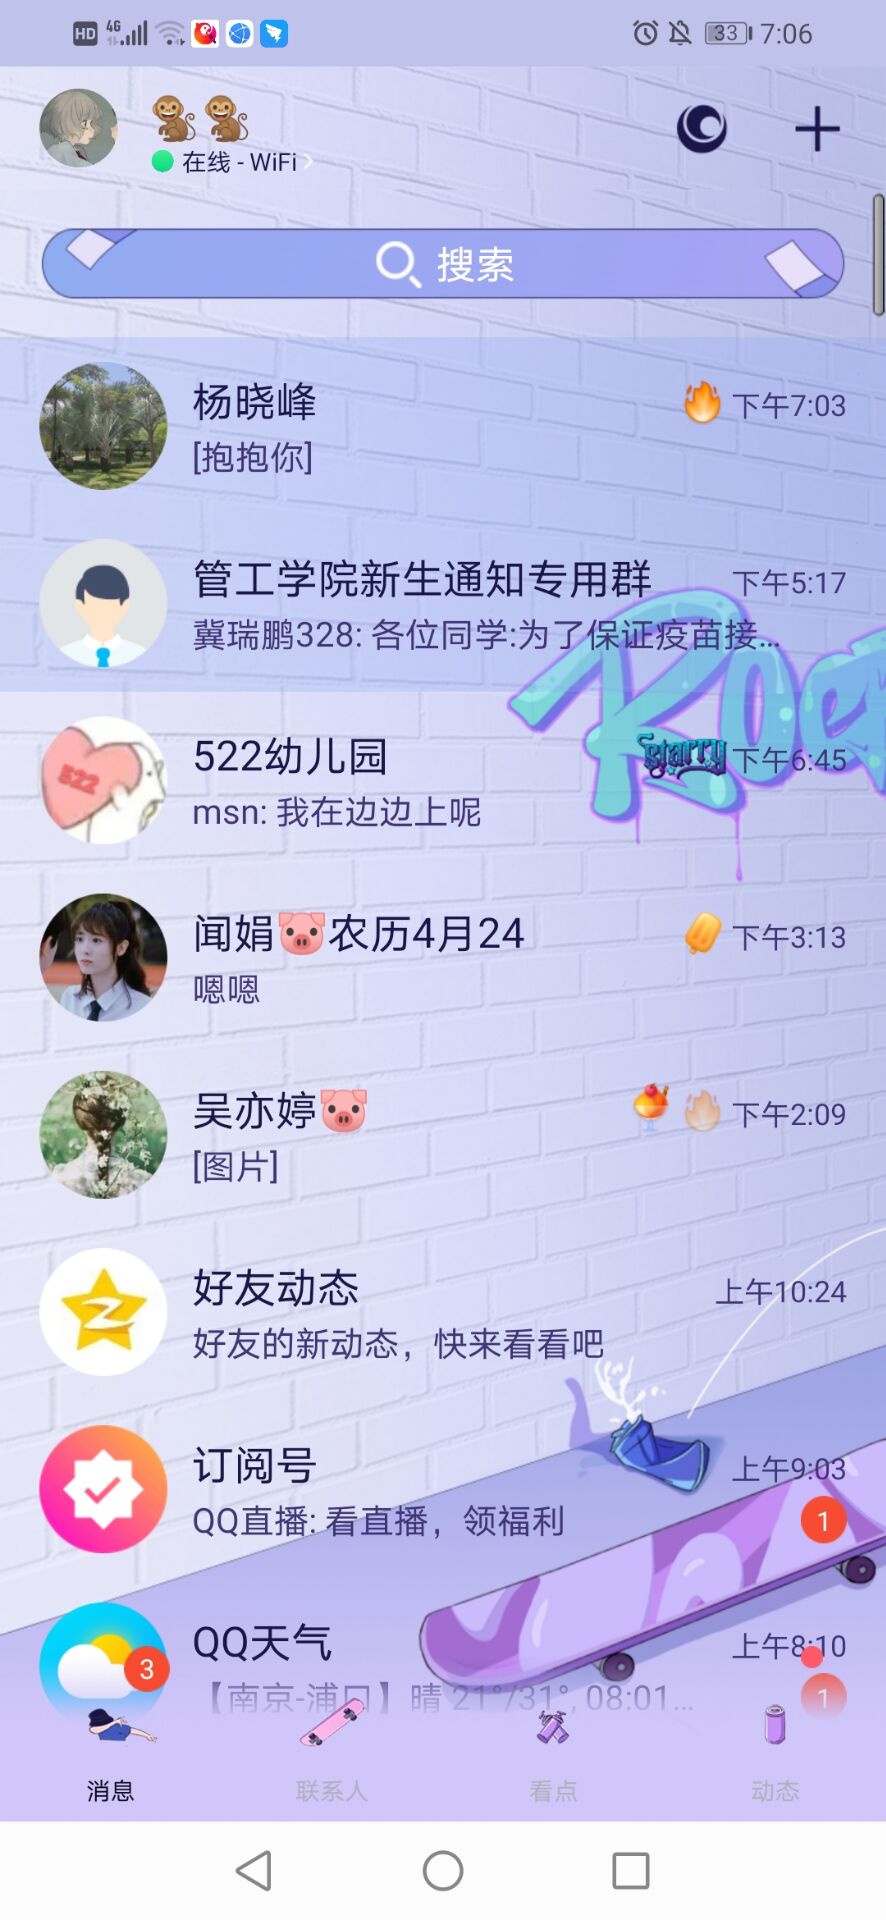 HD 4G 33 7:06
🐒🐒
在线 - WiFi
搜索
杨晓峰 下午7:03
[抱抱你]
管工学院新生通知专用群 下午5:17
冀瑞鹏328: 各位同学:为了保证疫苗接...
522
522幼儿园 starry 下午6:45
msn: 我在边边上呢
闻娟🐷农历4月24 下午3:13
嗯嗯
吴亦婷🐷 下午2:09
[图片]
好友动态 上午10:24
好友的新动态，快来看看吧
订阅号 上午9:03
QQ直播: 看直播，领福利 1
QQ天气 上午8:10
3
【南京-浦口】晴 21°/31°, 08:01... 1
消息 联系人 看点 动态